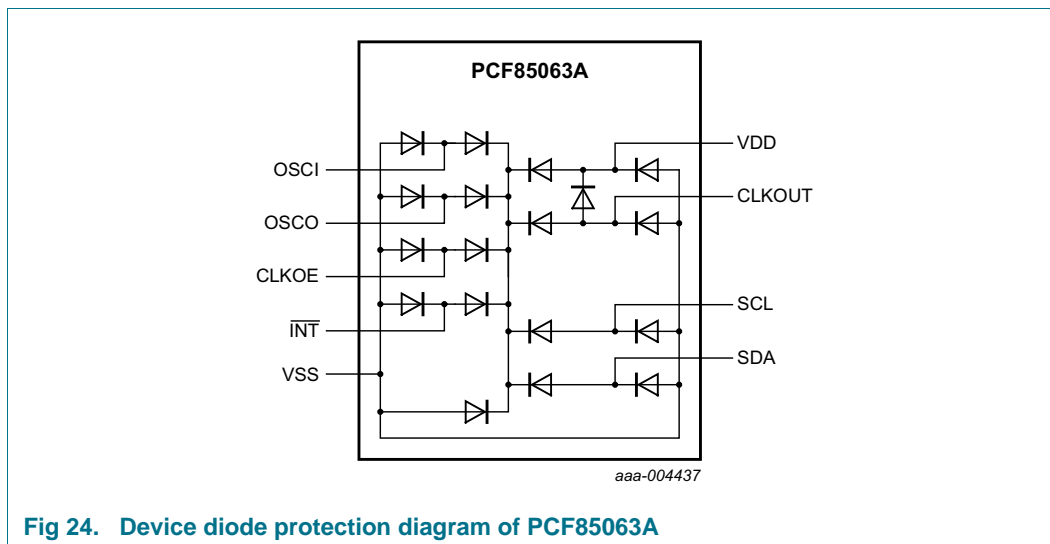 PCF85063A
OSCI
OSCO
CLKOE
INT
VSS
VDD
CLKOUT
SCL
SDA
aaa-004437
Fig 24. Device diode protection diagram of PCF85063A